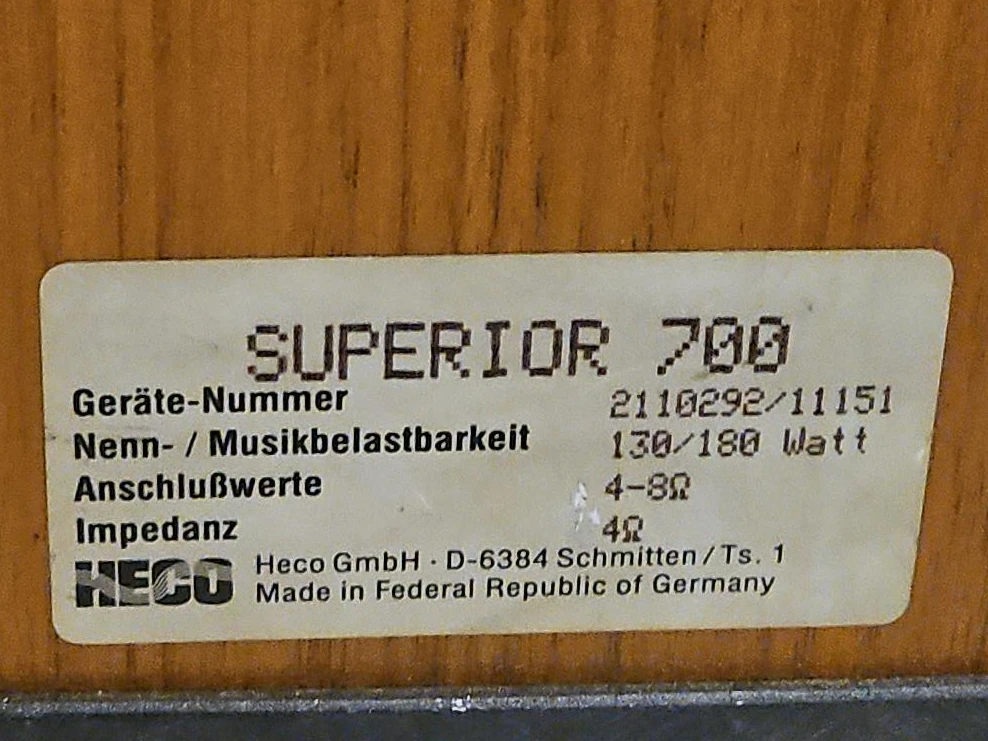 SUPERIOR 700
Geräte-Nummer 2110292/11151
Nenn- / Musikbelastbarkeit 130/180 Watt
Anschlußwerte 4-8Ω
Impedanz 4Ω
HECO Heco GmbH · D-6384 Schmitten/Ts. 1
Made in Federal Republic of Germany